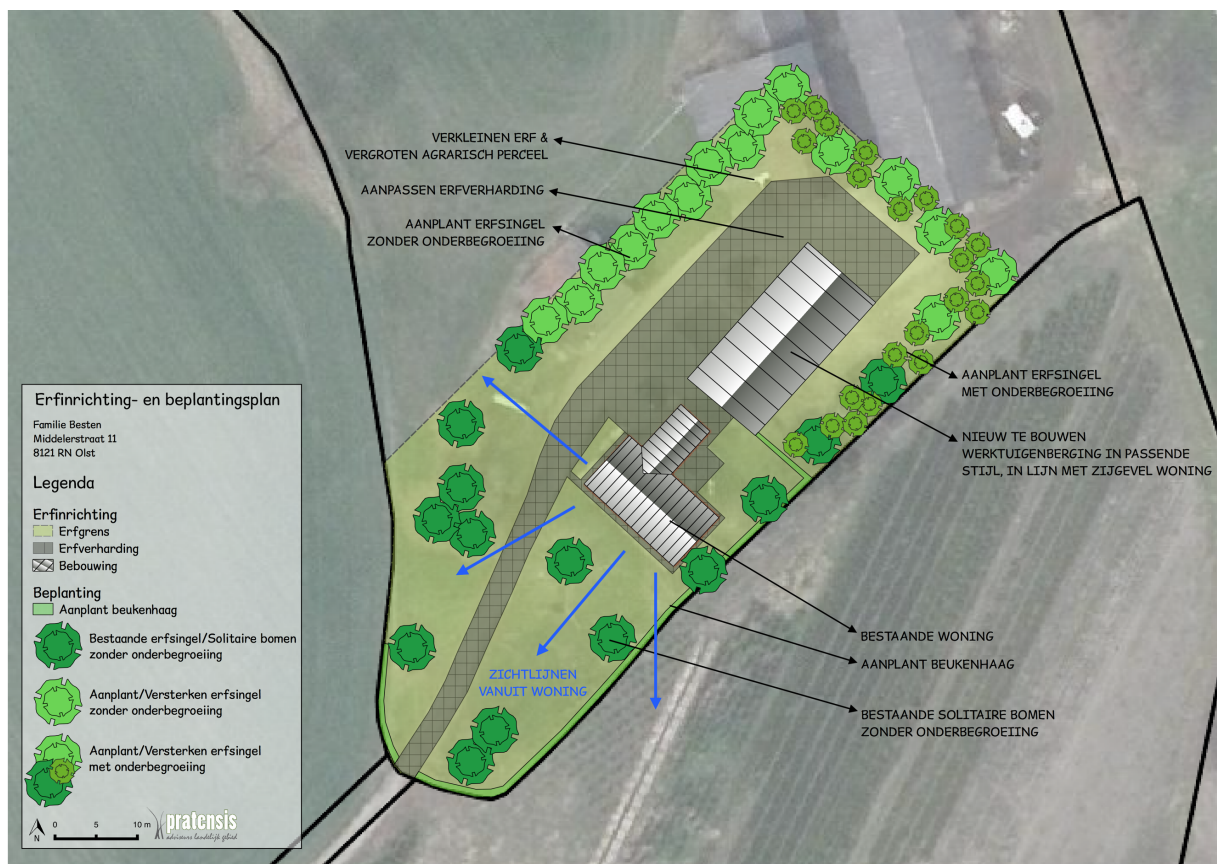 VERKLEINEN ERF &
VERGROTEN AGRARISCH PERCEEL
AANPASSEN ERFVERHARDING
AANPLANT ERFSINGEL
ZONDER ONDERBEGROEIING
AANPLANT ERFSINGEL
MET ONDERBEGROEIING
NIEUW TE BOUWEN
WERKTUIGENBERGING IN PASSENDE
STIJL, IN LIJN MET ZIJGEVEL WONING
BESTAANDE WONING
AANPLANT BEUKENHAAG
BESTAANDE SOLITAIRE BOMEN
ZONDER ONDERBEGROEIING
ZICHTLIJNEN
VANUIT WONING
Erfinrichting- en beplantingsplan
Familie Besten
Middelerstraat 11
8121 RN Olst
Legenda
Erfinrichting
Erfgrens
Erfverharding
Bebouwing
Beplanting
Aanplant beukenhaag
Bestaande erfsingel/Solitaire bomen
zonder onderbegroeiing
Aanplant/Versterken erfsingel
zonder onderbegroeiing
Aanplant/Versterken erfsingel
met onderbegroeiing
N
0 5 10 m
pratensis
adviseurs landelijk gebied